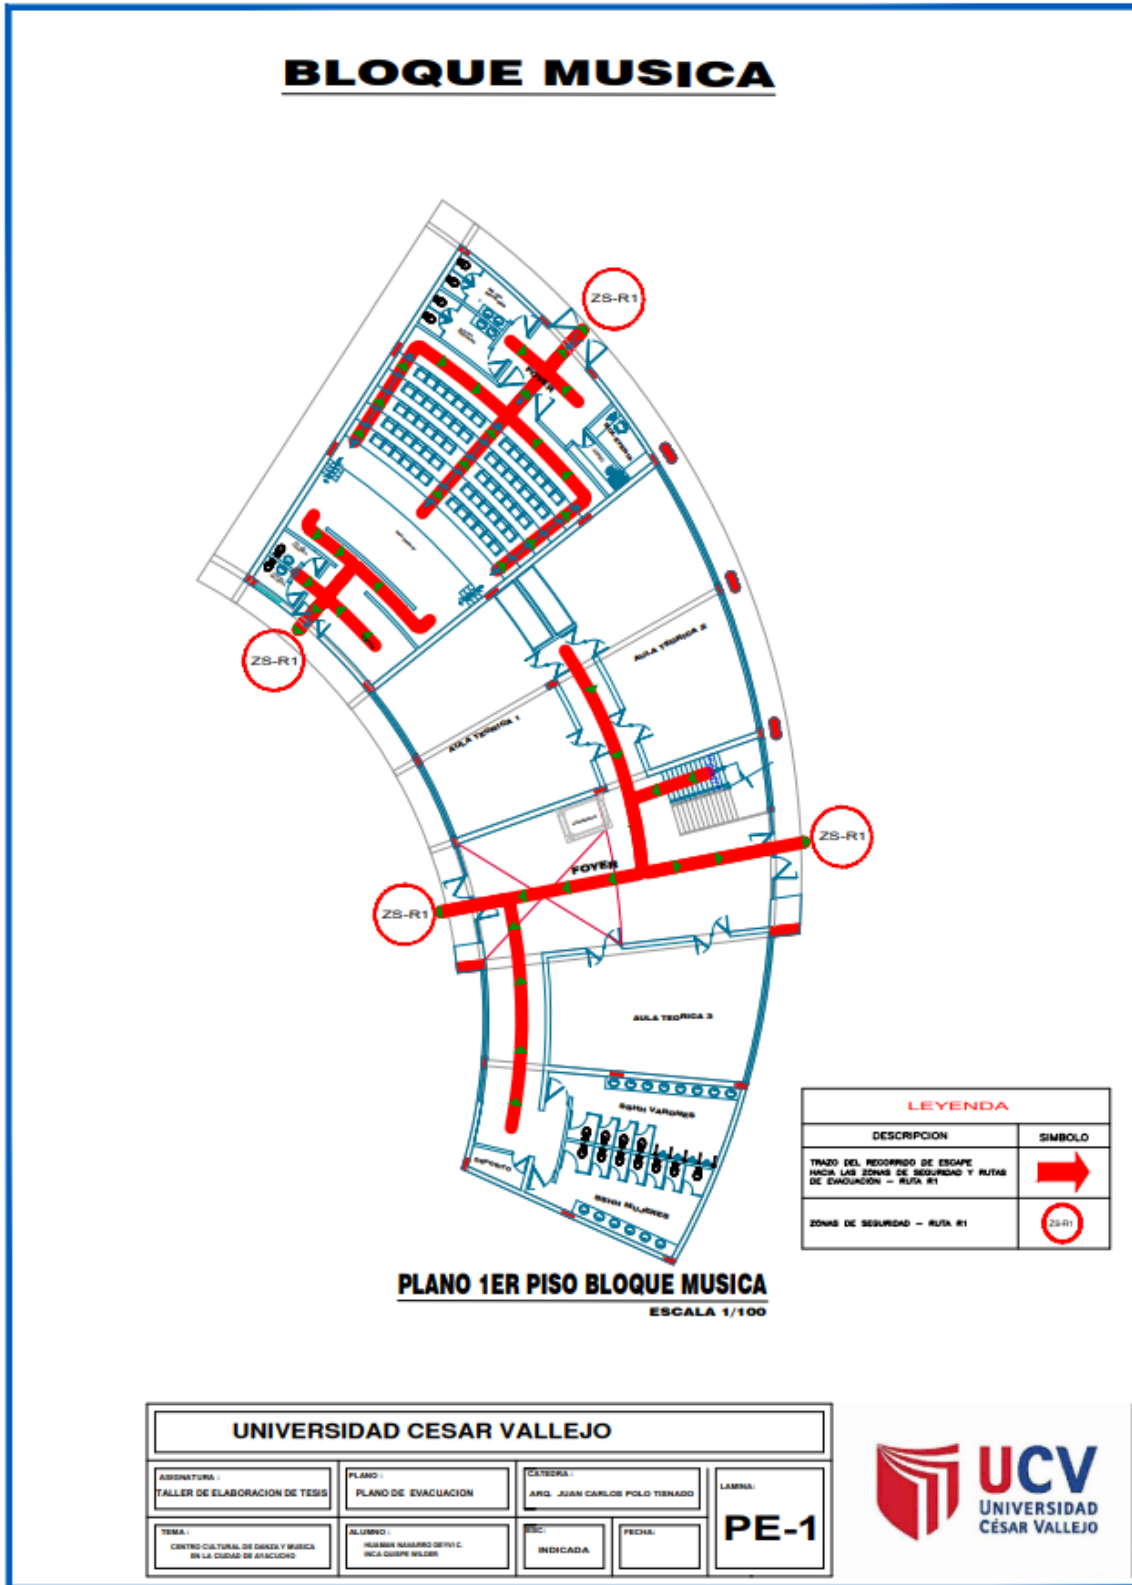 BLOQUE MUSICA
ZS-R1
FOYER
ZS-R1
AULA TEORICA 2
AULA TEORICA 1
ZS-R1
FOYER
ZS-R1
AULA TEORICA 3
SSHH VARONES
DEPOSITO
SSHH MUJERES
LEYENDA
DESCRIPCION
SIMBOLO
TRAZO DEL RECORRIDO DE ESCAPE
HACIA LAS ZONAS DE SEGURIDAD Y RUTAS
DE EVACUACIÓN – RUTA R1
ZONAS DE SEGURIDAD – RUTA R1
ZS-R1
PLANO 1ER PISO BLOQUE MUSICA
ESCALA 1/100
UNIVERSIDAD CESAR VALLEJO
ASIGNATURA :
TALLER DE ELABORACION DE TESIS
PLANO :
PLANO DE EVACUACION
CATEDRA :
ARQ. JUAN CARLOS POLO TISNADO
LAMINA:
PE-1
TEMA :
CENTRO CULTURAL DE DANZA Y MUSICA
EN LA CIUDAD DE AYACUCHO
ALUMNO :
HUAMAN NAVARRO DEYVI C.
INCA QUISPE WILDER
ESC:
INDICADA
FECHA:
UCV
UNIVERSIDAD
CÉSAR VALLEJO